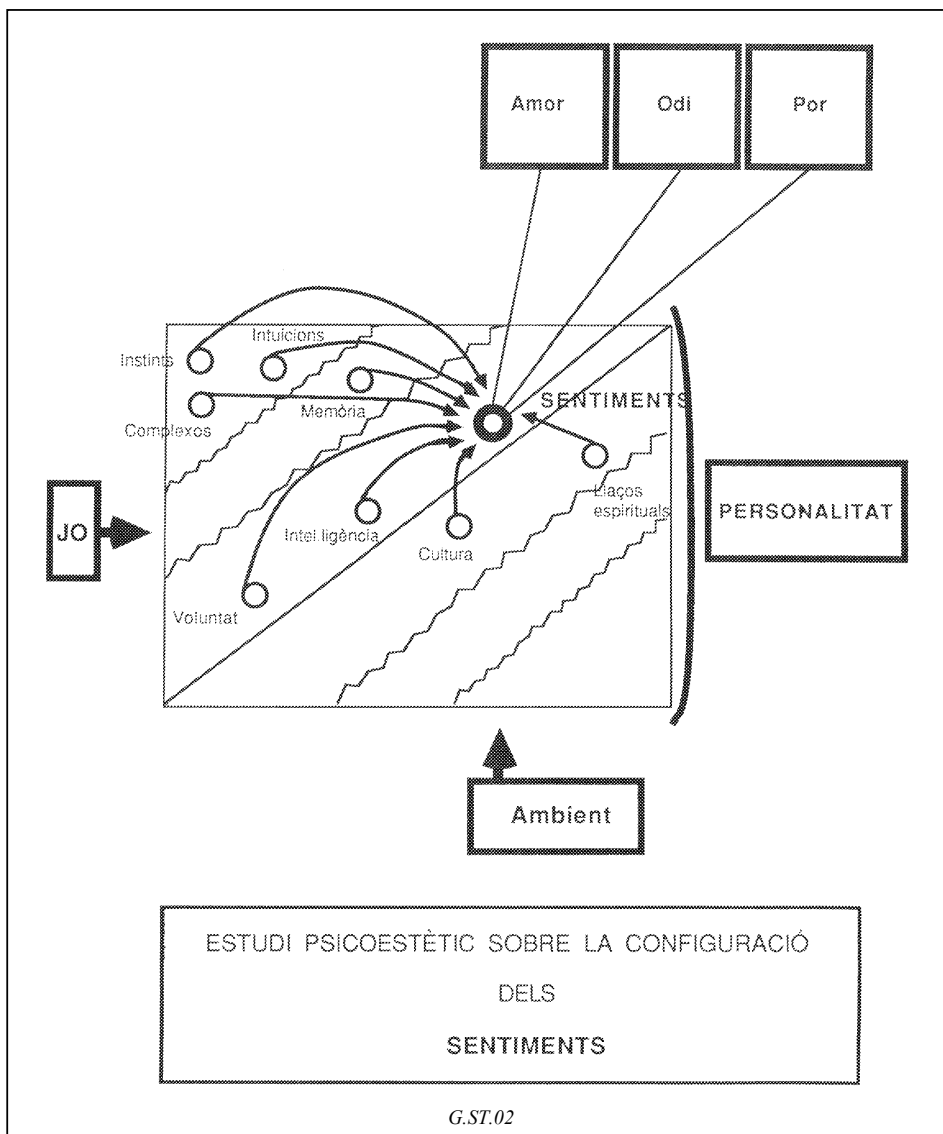 Amor
Odi
Por
Intuïcions
Instints
Memòria
SENTIMENTS
Complexos
Llaços
espirituals
PERSONALITAT
JO
Intel.ligència
Cultura
Voluntat
Ambient
ESTUDI PSICOESTÈTIC SOBRE LA CONFIGURACIÓ
DELS
SENTIMENTS
G.ST.02